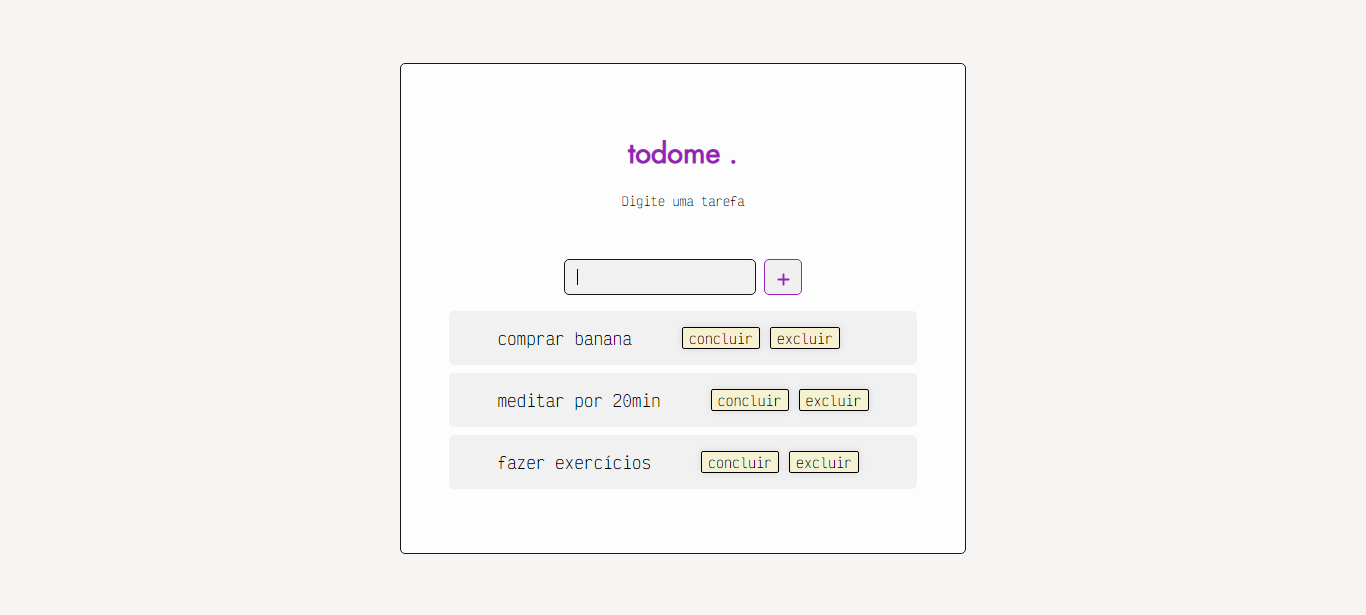 todome .
Digite uma tarefa
+
comprar banana concluir excluir
meditar por 20min concluir excluir
fazer exercícios concluir excluir